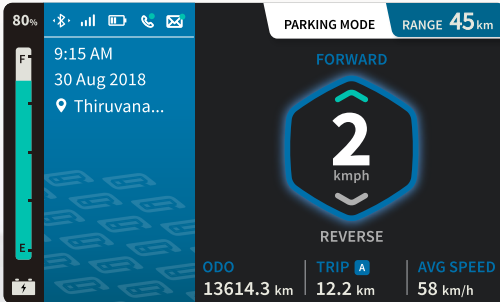 80%
PARKING MODE
RANGE 45 km
F
9:15 AM
30 Aug 2018
Thiruvana...
FORWARD
2
kmph
REVERSE
E
ODO
13614.3 km
TRIP A
12.2 km
AVG SPEED
58 km/h